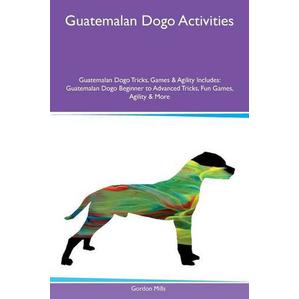 Guatemalan Dogo Activities
Guatemalan Dogo Tricks, Games & Agility Includes:
Guatemalan Dogo Beginner to Advanced Tricks, Fun Games,
Agility & More
Gordon Mills